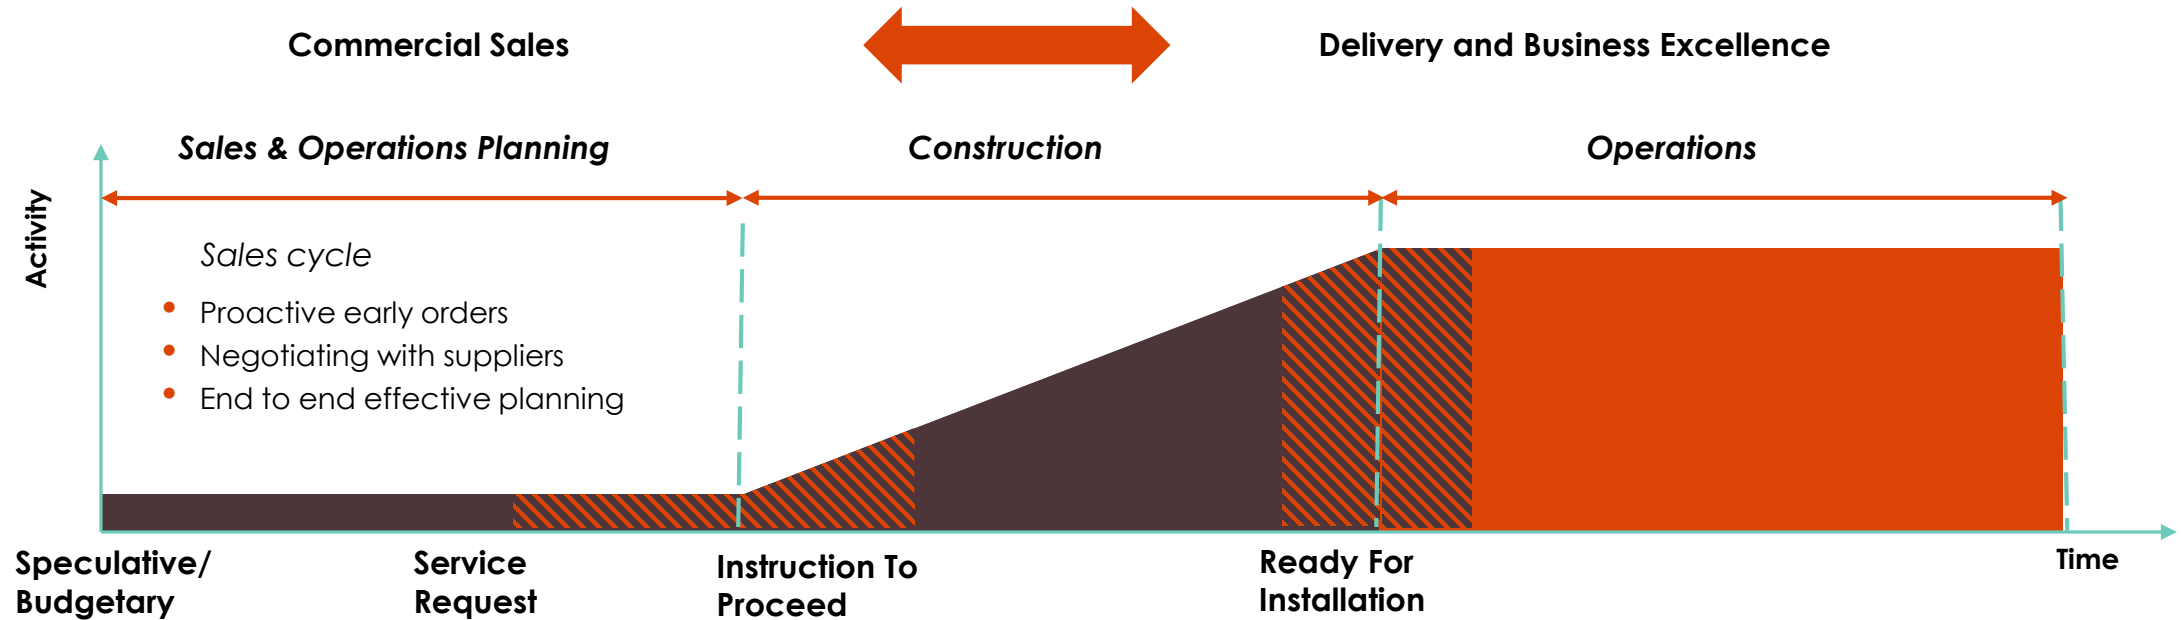 Commercial Sales
Delivery and Business Excellence
Sales & Operations Planning
Construction
Operations
Activity
Sales cycle
• Proactive early orders
• Negotiating with suppliers
• End to end effective planning
Speculative/
Budgetary
Service
Request
Instruction To
Proceed
Ready For
Installation
Time